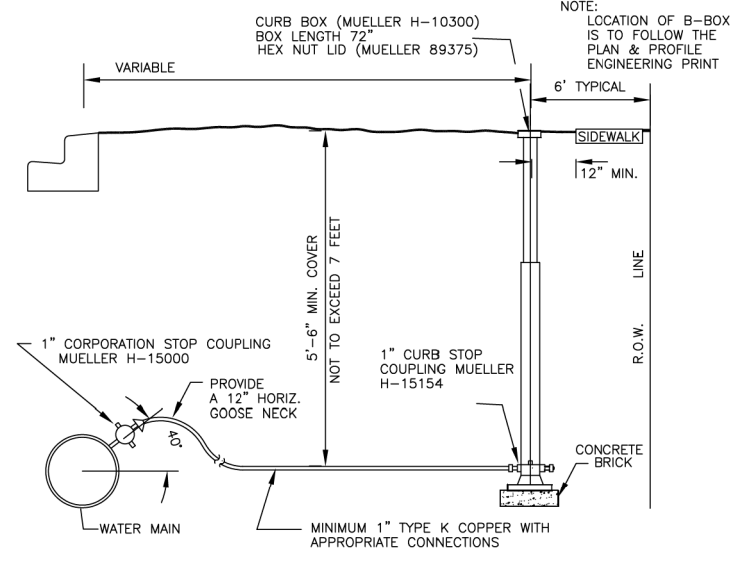 NOTE:
LOCATION OF B-BOX
IS TO FOLLOW THE
PLAN & PROFILE
ENGINEERING PRINT
CURB BOX (MUELLER H-10300)
BOX LENGTH 72"
HEX NUT LID (MUELLER 89375)
VARIABLE
6' TYPICAL
SIDEWALK
12" MIN.
5'-6" MIN. COVER
NOT TO EXCEED 7 FEET
R.O.W. LINE
1" CORPORATION STOP COUPLING
MUELLER H-15000
PROVIDE
A 12" HORIZ.
GOOSE NECK
40°
1" CURB STOP
COUPLING MUELLER
H-15154
CONCRETE
BRICK
WATER MAIN
MINIMUM 1" TYPE K COPPER WITH
APPROPRIATE CONNECTIONS